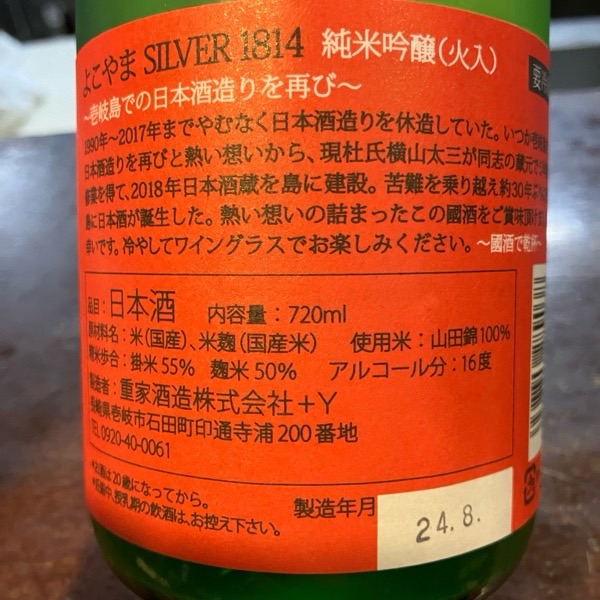 よこやま SILVER 1814 純米吟醸(火入)
～壱岐島での日本酒造りを再び～
1990年～2017年までやむなく日本酒造りを休造していた。いつか壱岐
日本酒造りを再びと熱い想いから、現杜氏横山太三が同志の蔵元で
修業を得て、2018年日本酒蔵を島に建設。苦難を乗り越え約30年ぶ
島に日本酒が誕生した。熱い想いの詰まったこの國酒をご賞味頂け
幸いです。冷やしてワイングラスでお楽しみください。～國酒で乾杯～
品目：日本酒 内容量：720ml
原材料名：米(国産)、米麹(国産米) 使用米：山田錦100%
精米歩合：掛米55% 麹米50% アルコール分：16度
製造者：重家酒造株式会社＋Y
長崎県壱岐市石田町印通寺浦200番地
TEL 0920-40-0061
*お酒は20歳になってから。
*妊娠中、授乳期の飲酒は、お控え下さい。
製造年月 24.8.
要冷